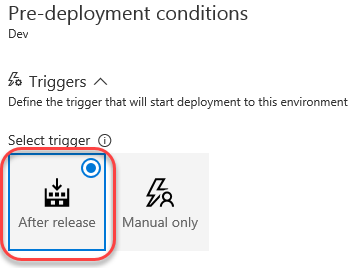 Pre-deployment conditions
Dev
Triggers
Define the trigger that will start deployment to this environment
Select trigger
After release
Manual only